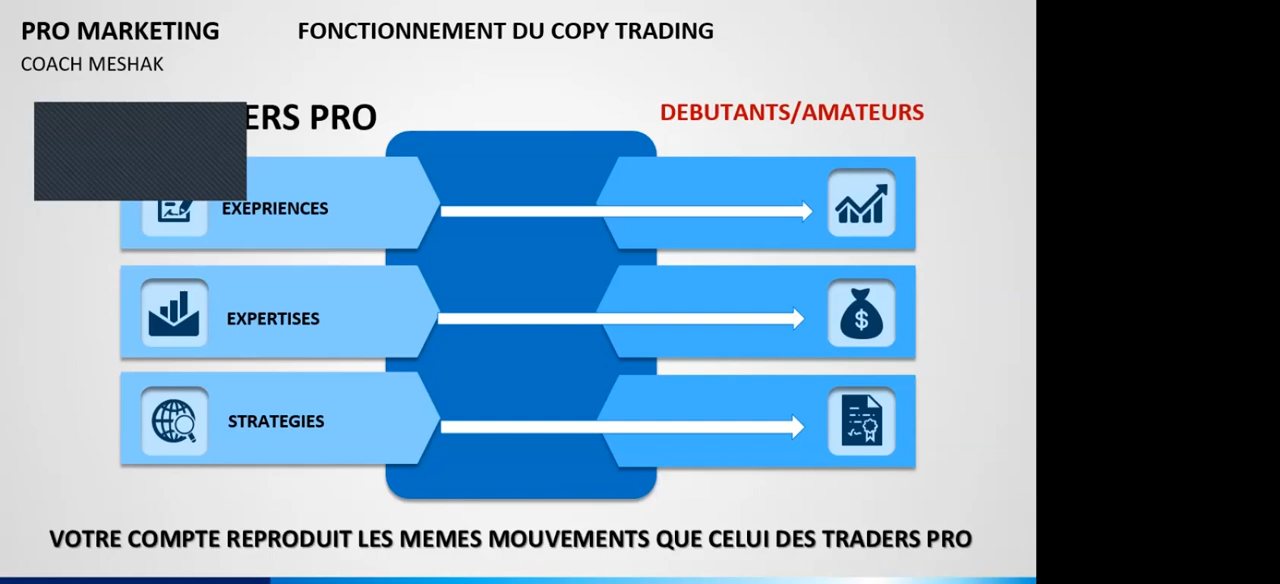 PRO MARKETING
FONCTIONNEMENT DU COPY TRADING
COACH MESHAK
ERS PRO
DEBUTANTS/AMATEURS
EXEPRIENCES
EXPERTISES
$
STRATEGIES
VOTRE COMPTE REPRODUIT LES MEMES MOUVEMENTS QUE CELUI DES TRADERS PRO